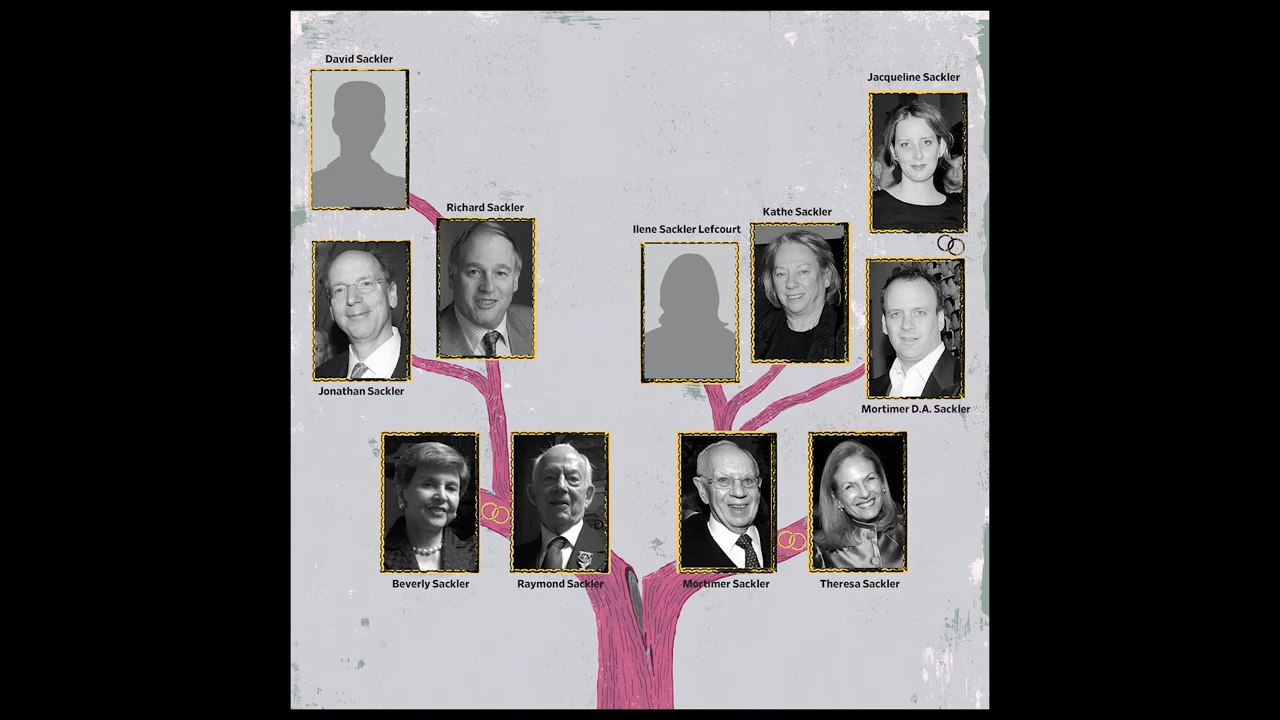 David Sackler
Jacqueline Sackler
Richard Sackler
Kathe Sackler
Ilene Sackler Lefcourt
Jonathan Sackler
Mortimer D.A. Sackler
Beverly Sackler
Raymond Sackler
Mortimer Sackler
Theresa Sackler